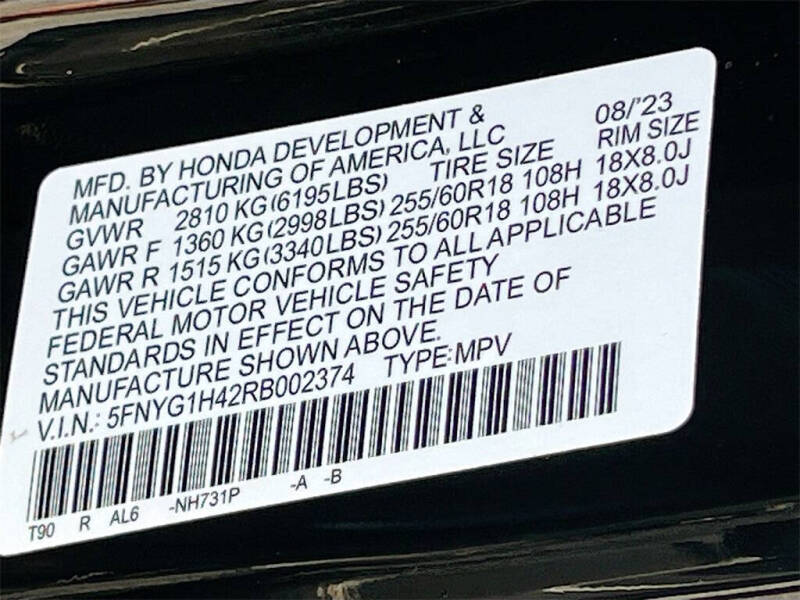 MFD. BY HONDA DEVELOPMENT & 08/'23
MANUFACTURING OF AMERICA, LLC RIM SIZE
GVWR 2810 KG(6195LBS) TIRE SIZE
GAWR F 1360 KG(2998LBS) 255/60R18 108H 18X8.0J
GAWR R 1515 KG(3340LBS) 255/60R18 108H 18X8.0J
THIS VEHICLE CONFORMS TO ALL APPLICABLE
FEDERAL MOTOR VEHICLE SAFETY
STANDARDS IN EFFECT ON THE DATE OF
MANUFACTURE SHOWN ABOVE.
V.I.N.: 5FNYG1H42RB002374 TYPE:MPV
T90 R AL6 -NH731P -A -B